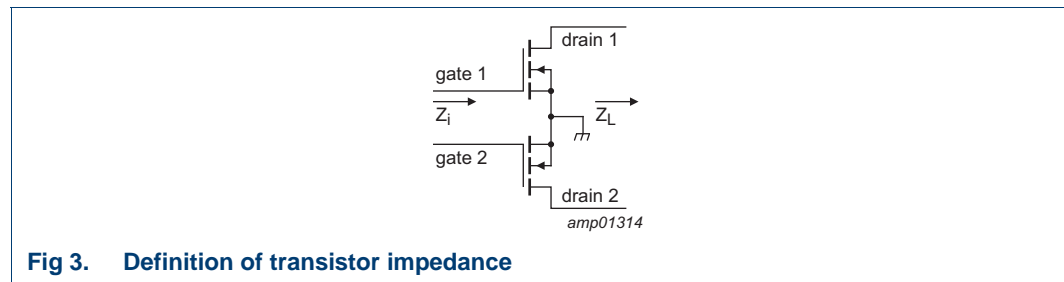 drain 1
gate 1
Zi
ZL
gate 2
drain 2
amp01314
Fig 3. Definition of transistor impedance